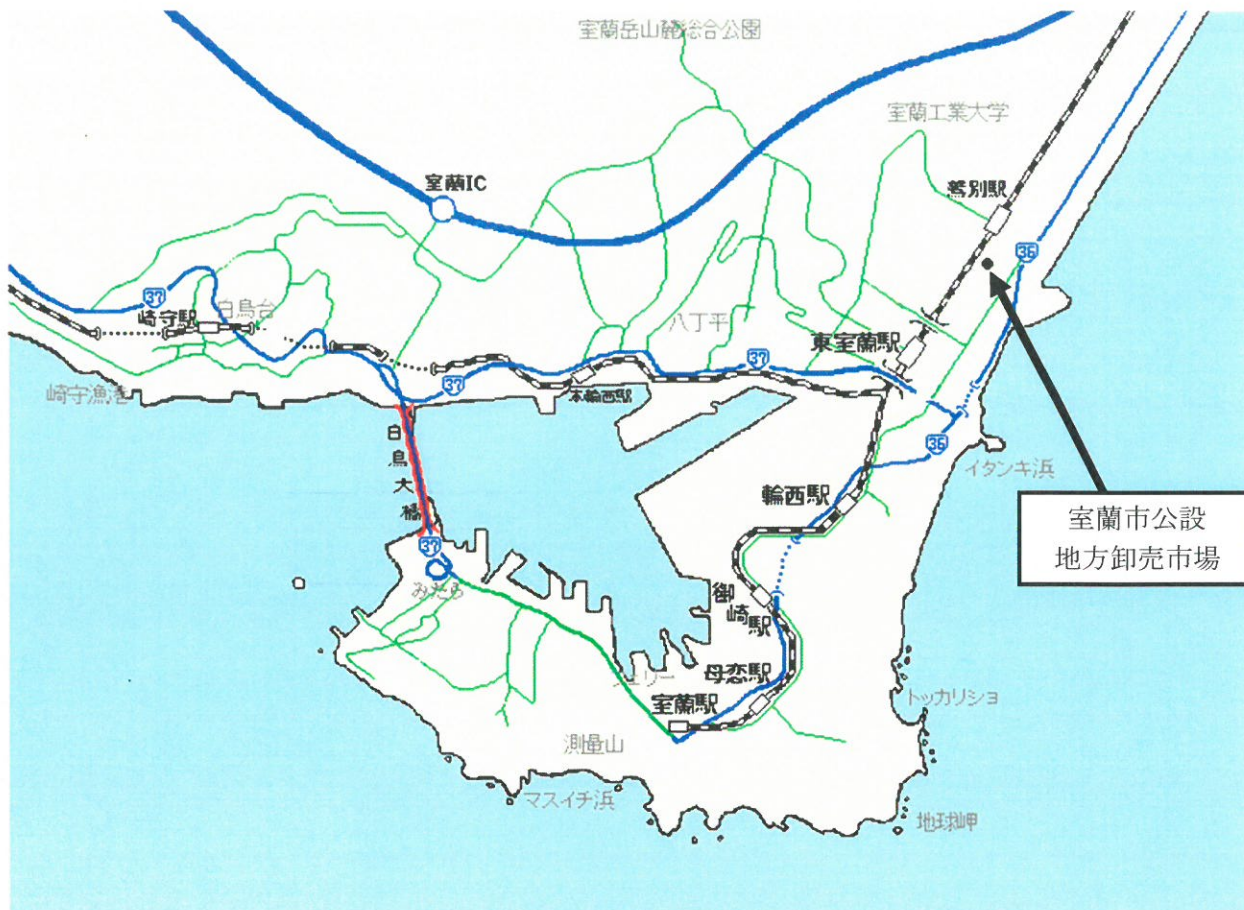 室蘭岳山麓総合公園
室蘭工業大学
室蘭IC
鷲別駅
36
37
崎守駅
白鳥台
八丁平
東室蘭駅
37
37
崎守漁港
本輪西駅
白鳥大橋
36
イタンキ浜
輪西駅
室蘭市公設
地方卸売市場
37
みたら
御崎駅
母恋駅
フェリー
室蘭駅
トッカリショ
測量山
マスイチ浜
地球岬